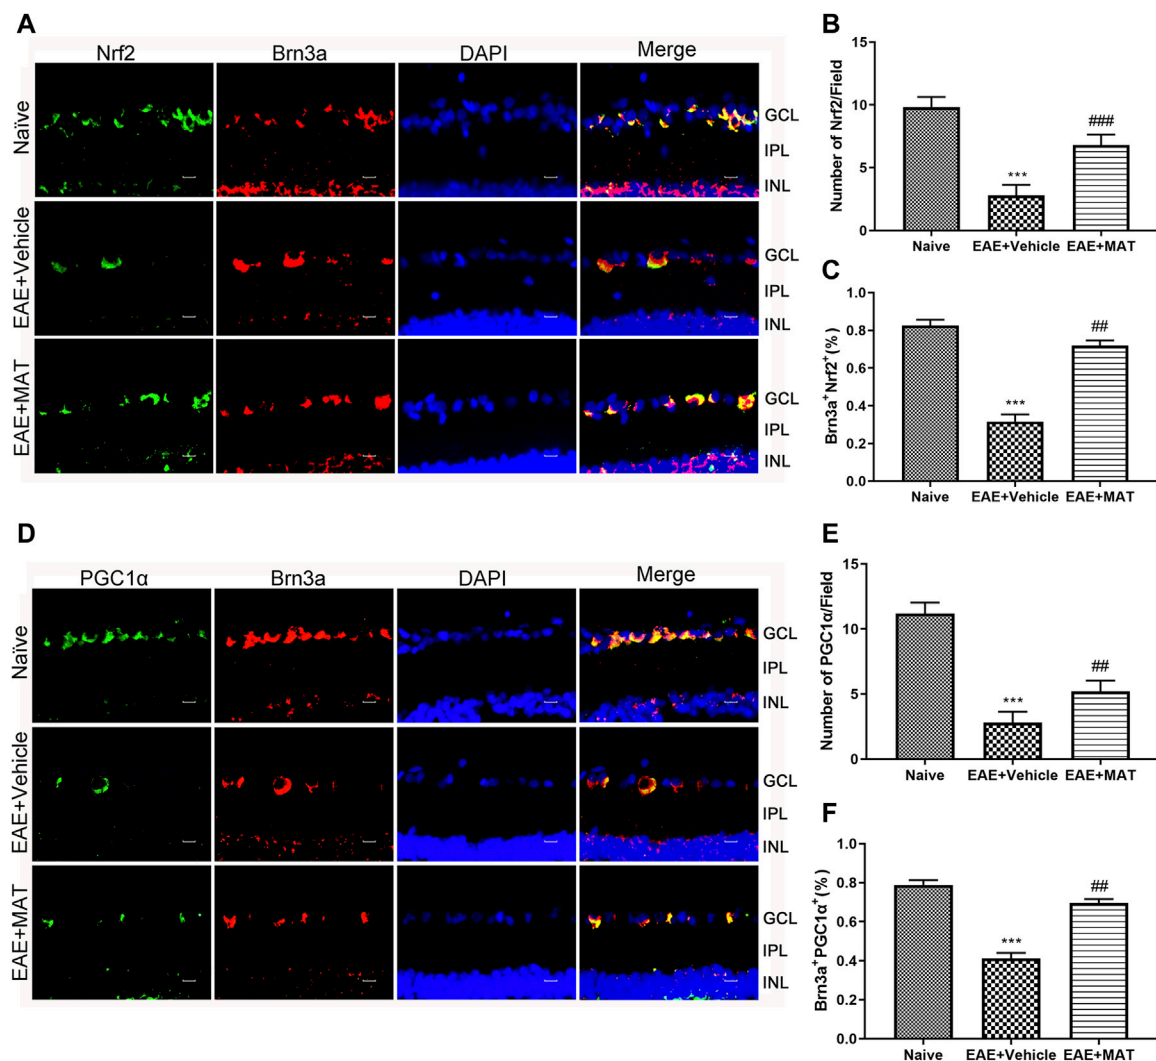 A
Nrf2 Brn3a DAPI Merge
Naïve
GCL
IPL
INL
EAE+Vehicle
GCL
IPL
INL
EAE+MAT
GCL
IPL
INL
B
Number of Nrf2/Field
15
10
5
0
***
###
Naive EAE+Vehicle EAE+MAT
C
Brn3a+Nrf2+(%)
1.0
0.8
0.6
0.4
0.2
0.0
***
##
Naive EAE+Vehicle EAE+MAT
D
PGC1α Brn3a DAPI Merge
Naïve
GCL
IPL
INL
EAE+Vehicle
GCL
IPL
INL
EAE+MAT
GCL
IPL
INL
E
Number of PGC1α/Field
15
10
5
0
***
##
Naive EAE+Vehicle EAE+MAT
F
Brn3a+PGC1α+(%)
0.8
0.6
0.4
0.2
0.0
***
##
Naive EAE+Vehicle EAE+MAT